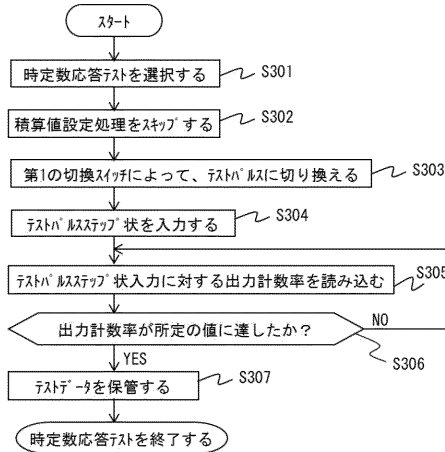 スタート
時定数応答テストを選択する
S301
積算値設定処理をスキップする
S302
第1の切換スイッチによって、テストパルスに切り換える
S303
テストパルスステップ状を入力する
S304
テストパルスステップ状入力に対する出力計数率を読み込む
S305
出力計数率が所定の値に達したか？
NO
S306
YES
テストデータを保管する
S307
時定数応答テストを終了する